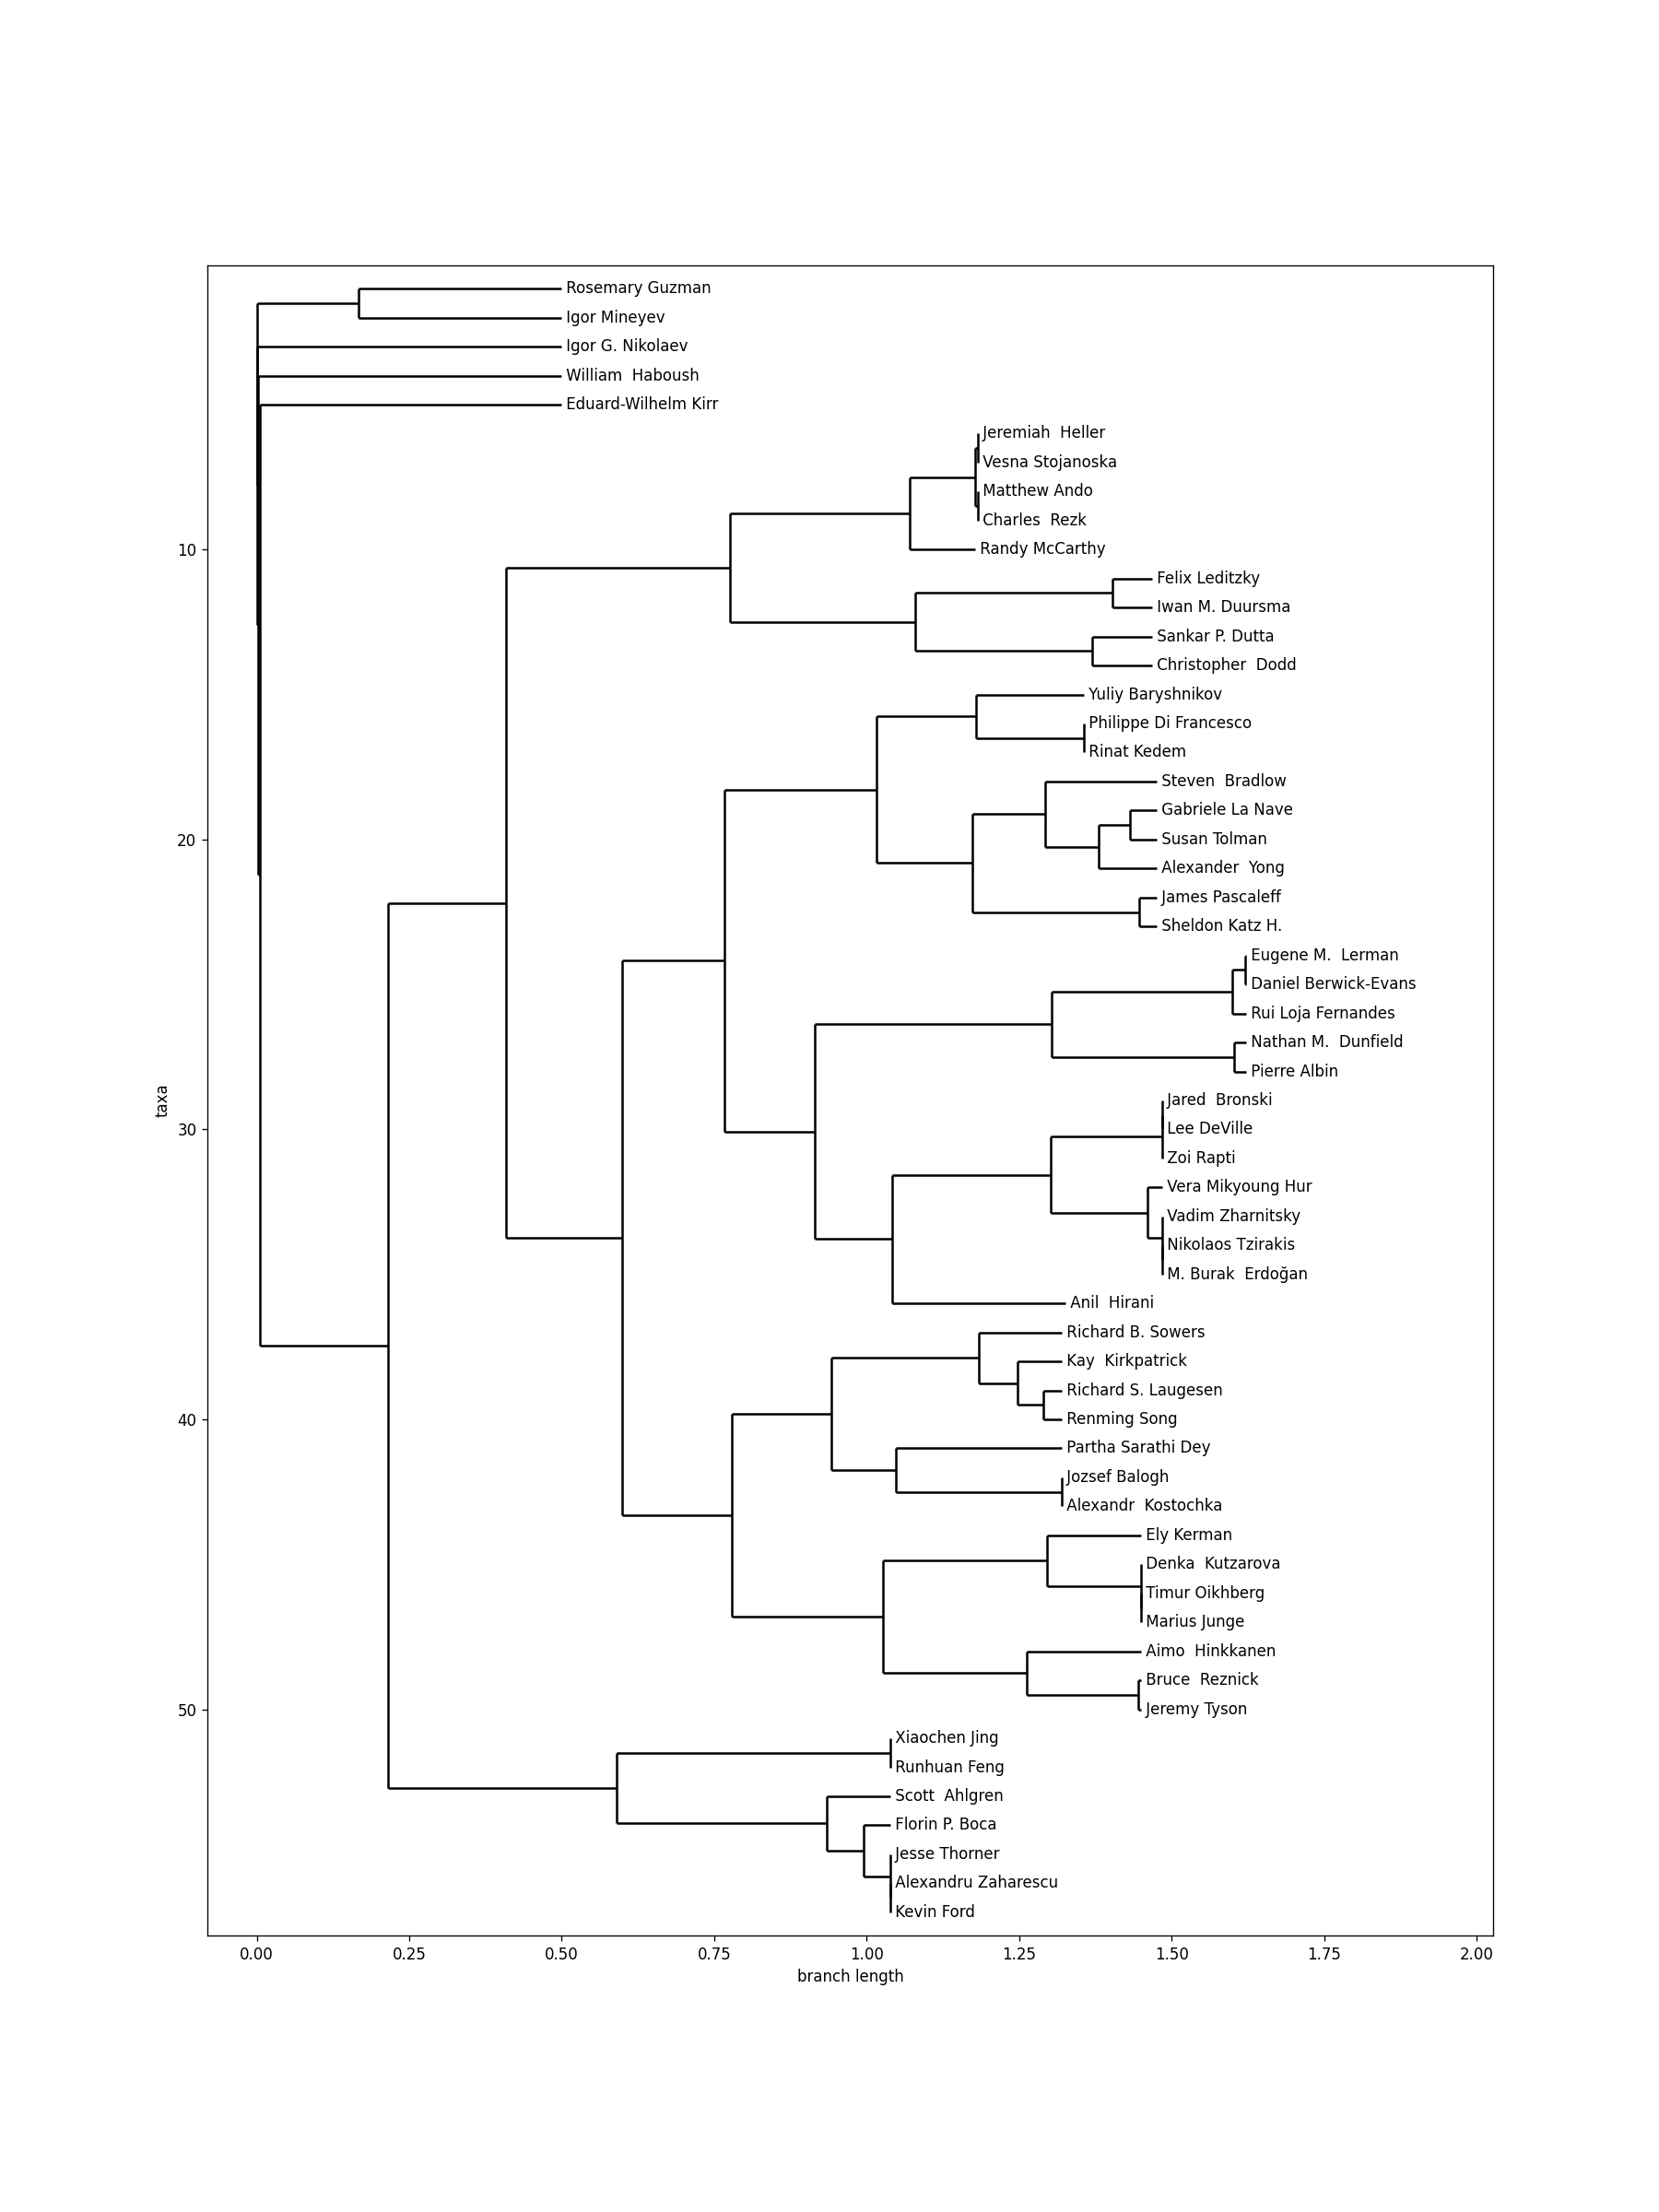 Rosemary Guzman
Igor Mineyev
Igor G. Nikolaev
William  Haboush
Eduard-Wilhelm Kirr
Jeremiah  Heller
Vesna Stojanoska
Matthew Ando
Charles  Rezk
10
Randy McCarthy
Felix Leditzky
Iwan M. Duursma
Sankar P. Dutta
Christopher  Dodd
Yuliy Baryshnikov
Philippe Di Francesco
Rinat Kedem
Steven  Bradlow
Gabriele La Nave
20
Susan Tolman
Alexander  Yong
James Pascaleff
Sheldon Katz H.
Eugene M.  Lerman
Daniel Berwick-Evans
Rui Loja Fernandes
Nathan M.  Dunfield
Pierre Albin
taxa
Jared  Bronski
30
Lee DeVille
Zoi Rapti
Vera Mikyoung Hur
Vadim Zharnitsky
Nikolaos Tzirakis
M. Burak  Erdoğan
Anil  Hirani
Richard B. Sowers
Kay  Kirkpatrick
Richard S. Laugesen
40
Renming Song
Partha Sarathi Dey
Jozsef Balogh
Alexandr  Kostochka
Ely Kerman
Denka  Kutzarova
Timur Oikhberg
Marius Junge
Aimo  Hinkkanen
Bruce  Reznick
50
Jeremy Tyson
Xiaochen Jing
Runhuan Feng
Scott  Ahlgren
Florin P. Boca
Jesse Thorner
Alexandru Zaharescu
Kevin Ford
0.00 0.25 0.50 0.75 1.00 1.25 1.50 1.75 2.00
branch length